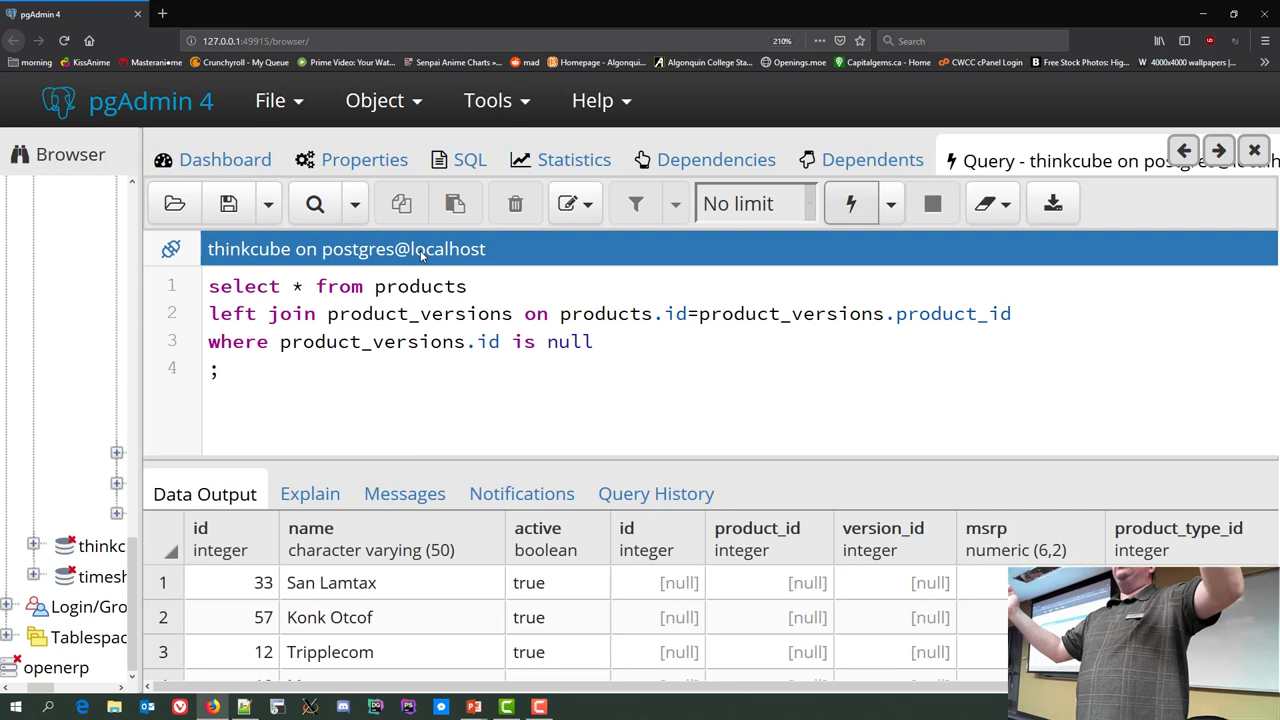 pgAdmin 4
127.0.0.1:49915/browser/
210%
Search
morning
KissAnime
Masterani●me
Crunchyroll - My Queue
Prime Video: Your Wat...
Senpai Anime Charts ...
mad
Homepage - Algonqui...
Algonquin College Sta...
Openings.moe
Capitalgems.ca - Home
CWCC cPanel Login
Free Stock Photos: Hig...
4000x4000 wallpapers |...
pgAdmin 4
File
Object
Tools
Help
Browser
Dashboard
Properties
SQL
Statistics
Dependencies
Dependents
Query - thinkcube on postgres@localh
No limit
thinkcube on postgres@localhost
1 select * from products
2 left join product_versions on products.id=product_versions.product_id
3 where product_versions.id is null
4 ;
Data Output
Explain
Messages
Notifications
Query History
id name active id product_id version_id msrp product_type_id
integer character varying (50) boolean integer integer integer numeric (6,2) integer
1 33 San Lamtax true [null] [null] [null]
2 57 Konk Otcof true [null] [null] [null]
3 12 Tripplecom true [null] [null] [null]
thinkc
timesh
Login/Gro
Tablespac
openerp